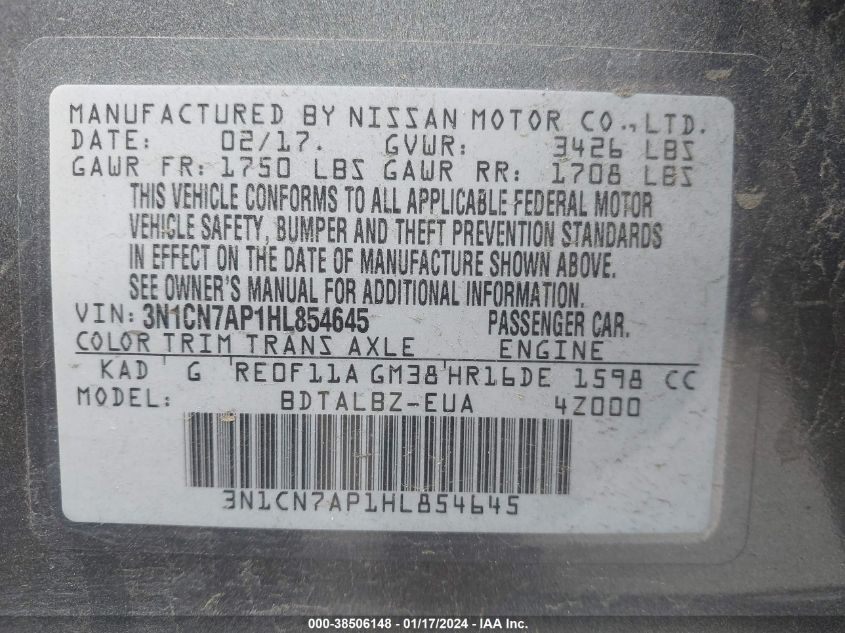 MANUFACTURED BY NISSAN MOTOR CO., LTD.
DATE: 02/17. GVWR: 3426 LBS
GAWR FR: 1750 LBS GAWR RR: 1708 LBS
THIS VEHICLE CONFORMS TO ALL APPLICABLE FEDERAL MOTOR
VEHICLE SAFETY, BUMPER AND THEFT PREVENTION STANDARDS
IN EFFECT ON THE DATE OF MANUFACTURE SHOWN ABOVE.
SEE OWNER'S MANUAL FOR ADDITIONAL INFORMATION.
VIN: 3N1CN7AP1HL854645 PASSENGER CAR.
COLOR TRIM TRANS AXLE ENGINE
KAD G RE0F11A GM38 HR16DE 1598 CC
MODEL: BDTALBZ-EUA 4Z000
3N1CN7AP1HL854645
000-38506148 - 01/17/2024 - IAA Inc.